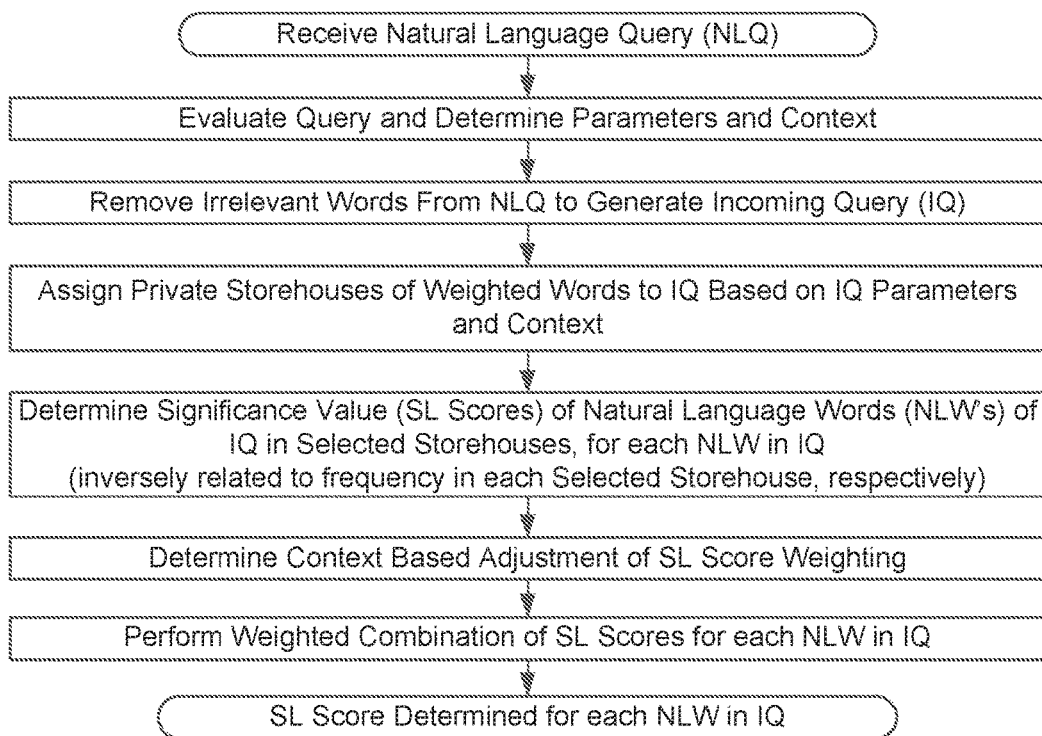 Receive Natural Language Query (NLQ)
Evaluate Query and Determine Parameters and Context
Remove Irrelevant Words From NLQ to Generate Incoming Query (IQ)
Assign Private Storehouses of Weighted Words to IQ Based on IQ Parameters
and Context
Determine Significance Value (SL Scores) of Natural Language Words (NLW's) of
IQ in Selected Storehouses, for each NLW in IQ
(inversely related to frequency in each Selected Storehouse, respectively)
Determine Context Based Adjustment of SL Score Weighting
Perform Weighted Combination of SL Scores for each NLW in IQ
SL Score Determined for each NLW in IQ